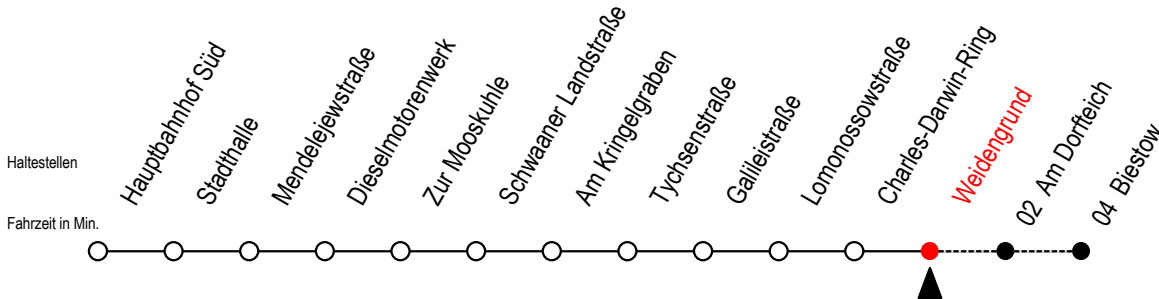 Haltestellen
Fahrzeit in Min.
Hauptbahnhof Süd
Stadthalle
Mendelejewstraße
Dieselmotorenwerk
Zur Mooskuhle
Schwaaner Landstraße
Am Kringelgraben
Tychsenstraße
Galileistraße
Lomonossowstraße
Charles-Darwin-Ring
Weidengrund
02 Am Dorfteich
04 Biestow